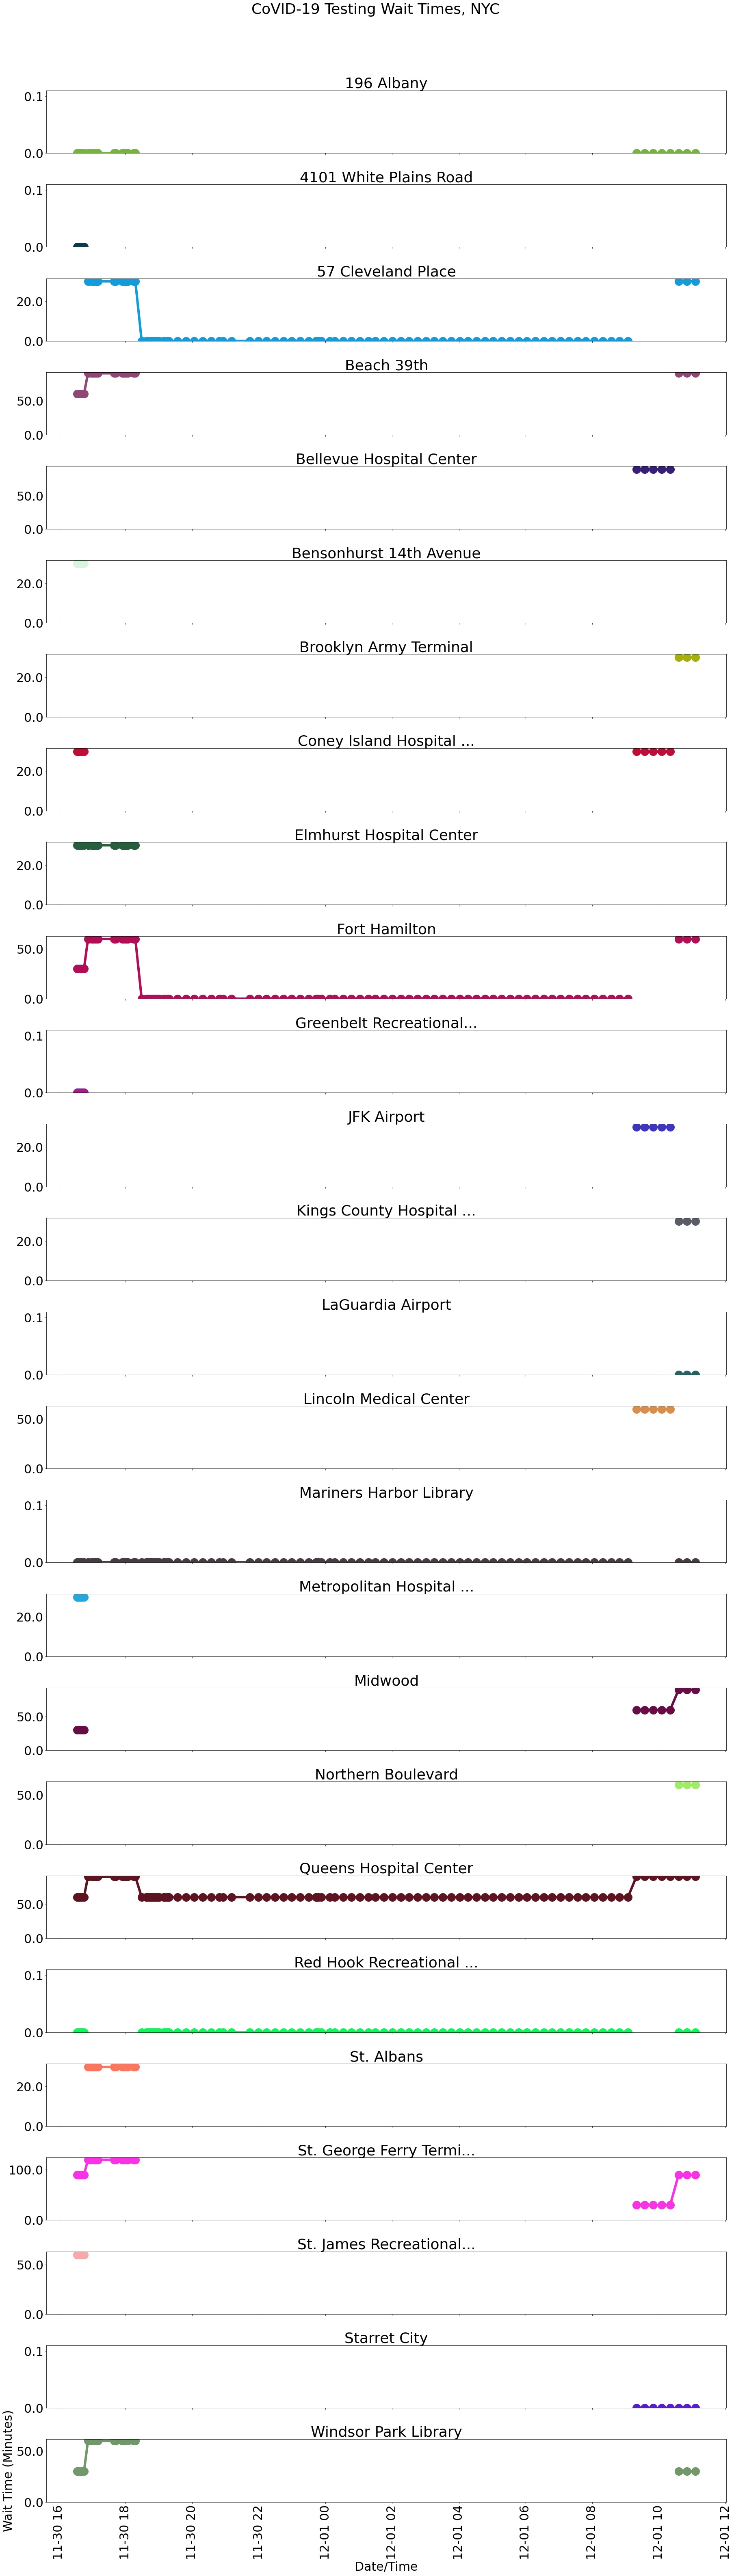 CoVID-19 Testing Wait Times, NYC
196 Albany
0.1
0.0
4101 White Plains Road
0.1
0.0
57 Cleveland Place
20.0
0.0
Beach 39th
50.0
0.0
Bellevue Hospital Center
50.0
0.0
Bensonhurst 14th Avenue
20.0
0.0
Brooklyn Army Terminal
20.0
0.0
Coney Island Hospital ...
20.0
0.0
Elmhurst Hospital Center
20.0
0.0
Fort Hamilton
50.0
0.0
Greenbelt Recreational...
0.1
0.0
JFK Airport
20.0
0.0
Kings County Hospital ...
20.0
0.0
LaGuardia Airport
0.1
0.0
Lincoln Medical Center
50.0
0.0
Mariners Harbor Library
0.1
0.0
Metropolitan Hospital ...
20.0
0.0
Midwood
50.0
0.0
Northern Boulevard
50.0
0.0
Queens Hospital Center
50.0
0.0
Red Hook Recreational ...
0.1
0.0
St. Albans
20.0
0.0
St. George Ferry Termi...
100.0
0.0
St. James Recreational...
50.0
0.0
Starret City
0.1
0.0
Windsor Park Library
50.0
0.0
Wait Time (Minutes)
11-30 16
11-30 18
11-30 20
11-30 22
12-01 00
12-01 02
12-01 04
12-01 06
12-01 08
12-01 10
12-01 12
Date/Time